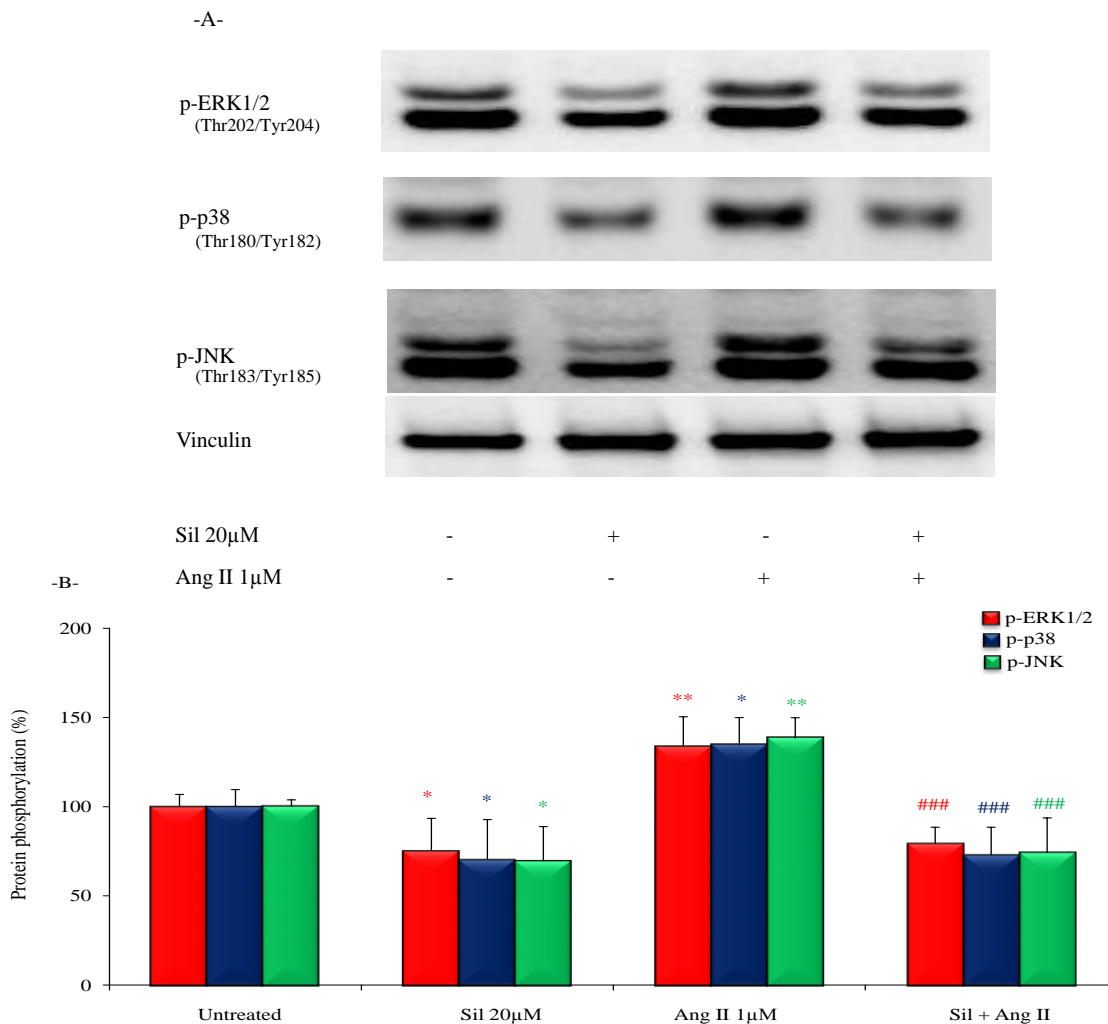 -A-
p-ERK1/2
(Thr202/Tyr204)
p-p38
(Thr180/Tyr182)
p-JNK
(Thr183/Tyr185)
Vinculin
Sil 20µM - + - +
Ang II 1µM - - + +
-B-
p-ERK1/2
p-p38
p-JNK
Protein phosphorylation (%)
200
150
100
50
0
* * *
** * **
### ### ###
Untreated Sil 20µM Ang II 1µM Sil + Ang II